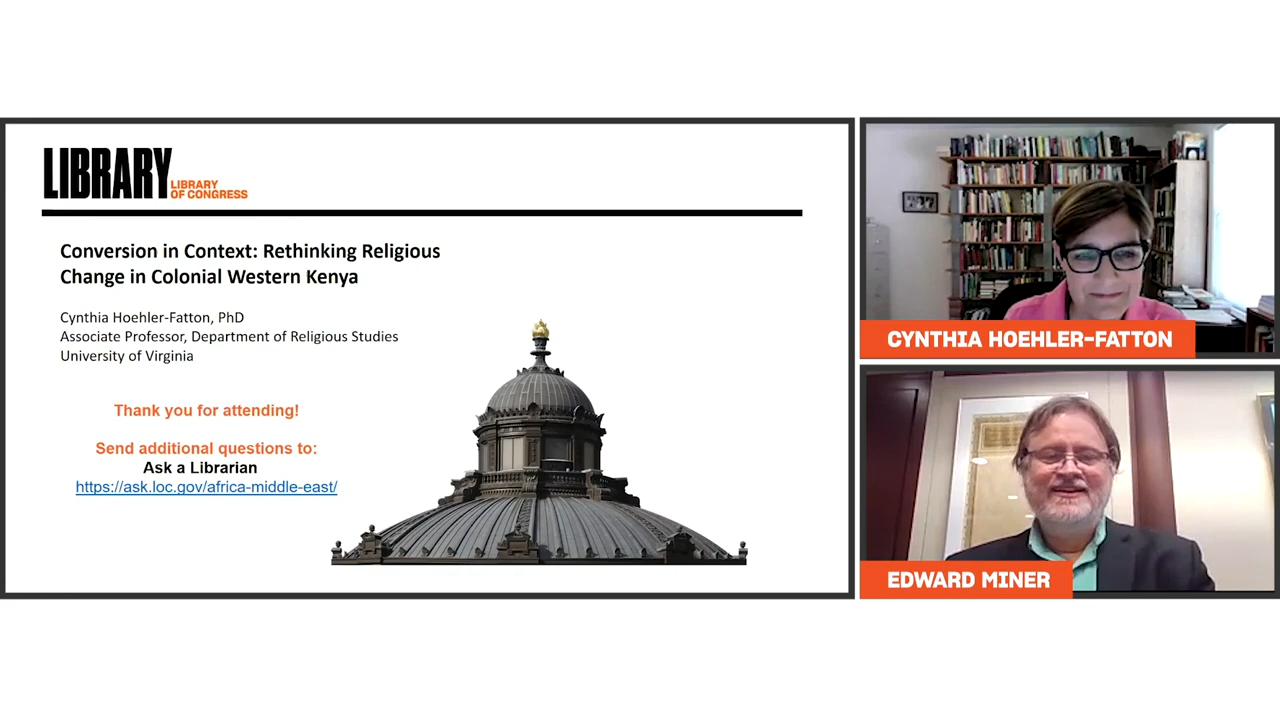 LIBRARY
LIBRARY
OF CONGRESS
Conversion in Context: Rethinking Religious
Change in Colonial Western Kenya
Cynthia Hoehler-Fatton, PhD
Associate Professor, Department of Religious Studies
University of Virginia
Thank you for attending!
Send additional questions to:
Ask a Librarian
https://ask.loc.gov/africa-middle-east/
CYNTHIA HOEHLER-FATTON
EDWARD MINER